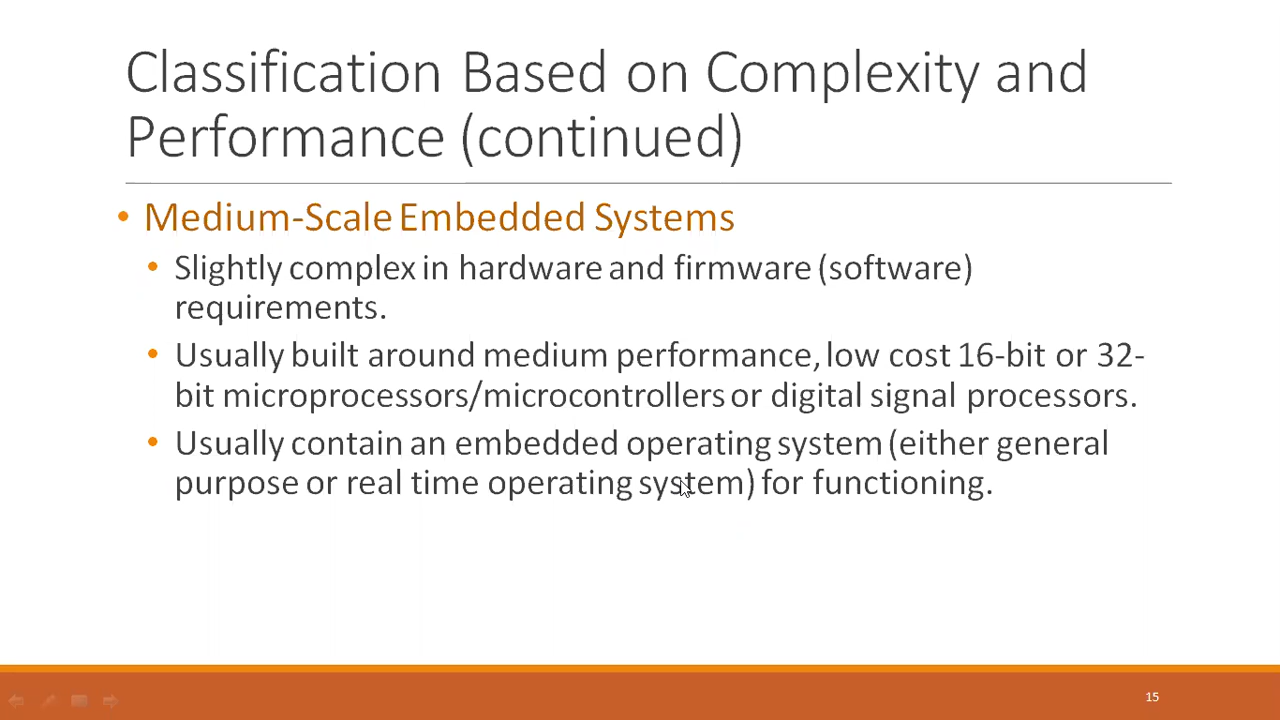 Classification Based on Complexity and
Performance (continued)
• Medium-Scale Embedded Systems
• Slightly complex in hardware and firmware (software)
requirements.
• Usually built around medium performance, low cost 16-bit or 32-
bit microprocessors/microcontrollers or digital signal processors.
• Usually contain an embedded operating system (either general
purpose or real time operating system) for functioning.
15